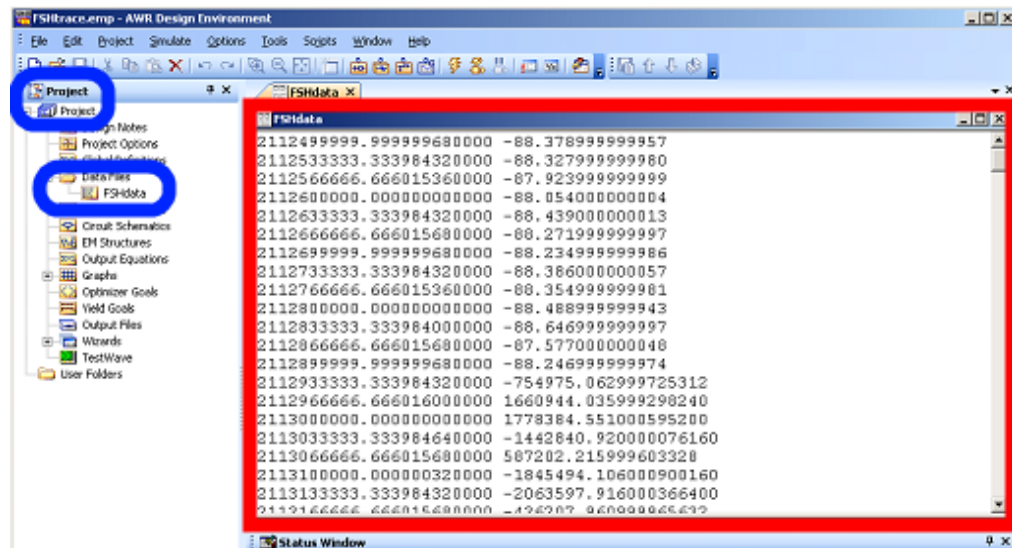 FSHtrace.emp - AWR Design Environment
File Edit Project Simulate Options Tools Scripts Window Help
Project
FSHdata
Project
Design Notes
Project Options
Data Files
FSHdata
Circuit Schematics
EM Structures
Output Equations
Graphs
Optimizer Goals
Yield Goals
Output Files
Wizards
TestWave
User Folders
FSHdata
2112499999.999999680000 -88.378999999957
2112533333.333984320000 -88.327999999980
2112566666.666015360000 -87.923999999999
2112600000.000000000000 -88.054000000004
2112633333.333984320000 -88.439000000013
2112666666.666015680000 -88.271999999997
2112699999.999999680000 -88.234999999986
2112733333.333984320000 -88.386000000057
2112766666.666015360000 -88.354999999981
2112800000.000000000000 -88.488999999943
2112833333.333984000000 -88.646999999997
2112866666.666015680000 -87.577000000048
2112899999.999999680000 -88.246999999974
2112933333.333984320000 -754975.062999725312
2112966666.666016000000 1660944.035999298240
2113000000.000000000000 1778384.551000595200
2113033333.333984640000 -1442840.920000076160
2113066666.666015680000 587202.215999603328
2113100000.000000320000 -1845494.106000900160
2113133333.333984320000 -2063597.916000366400
Status Window